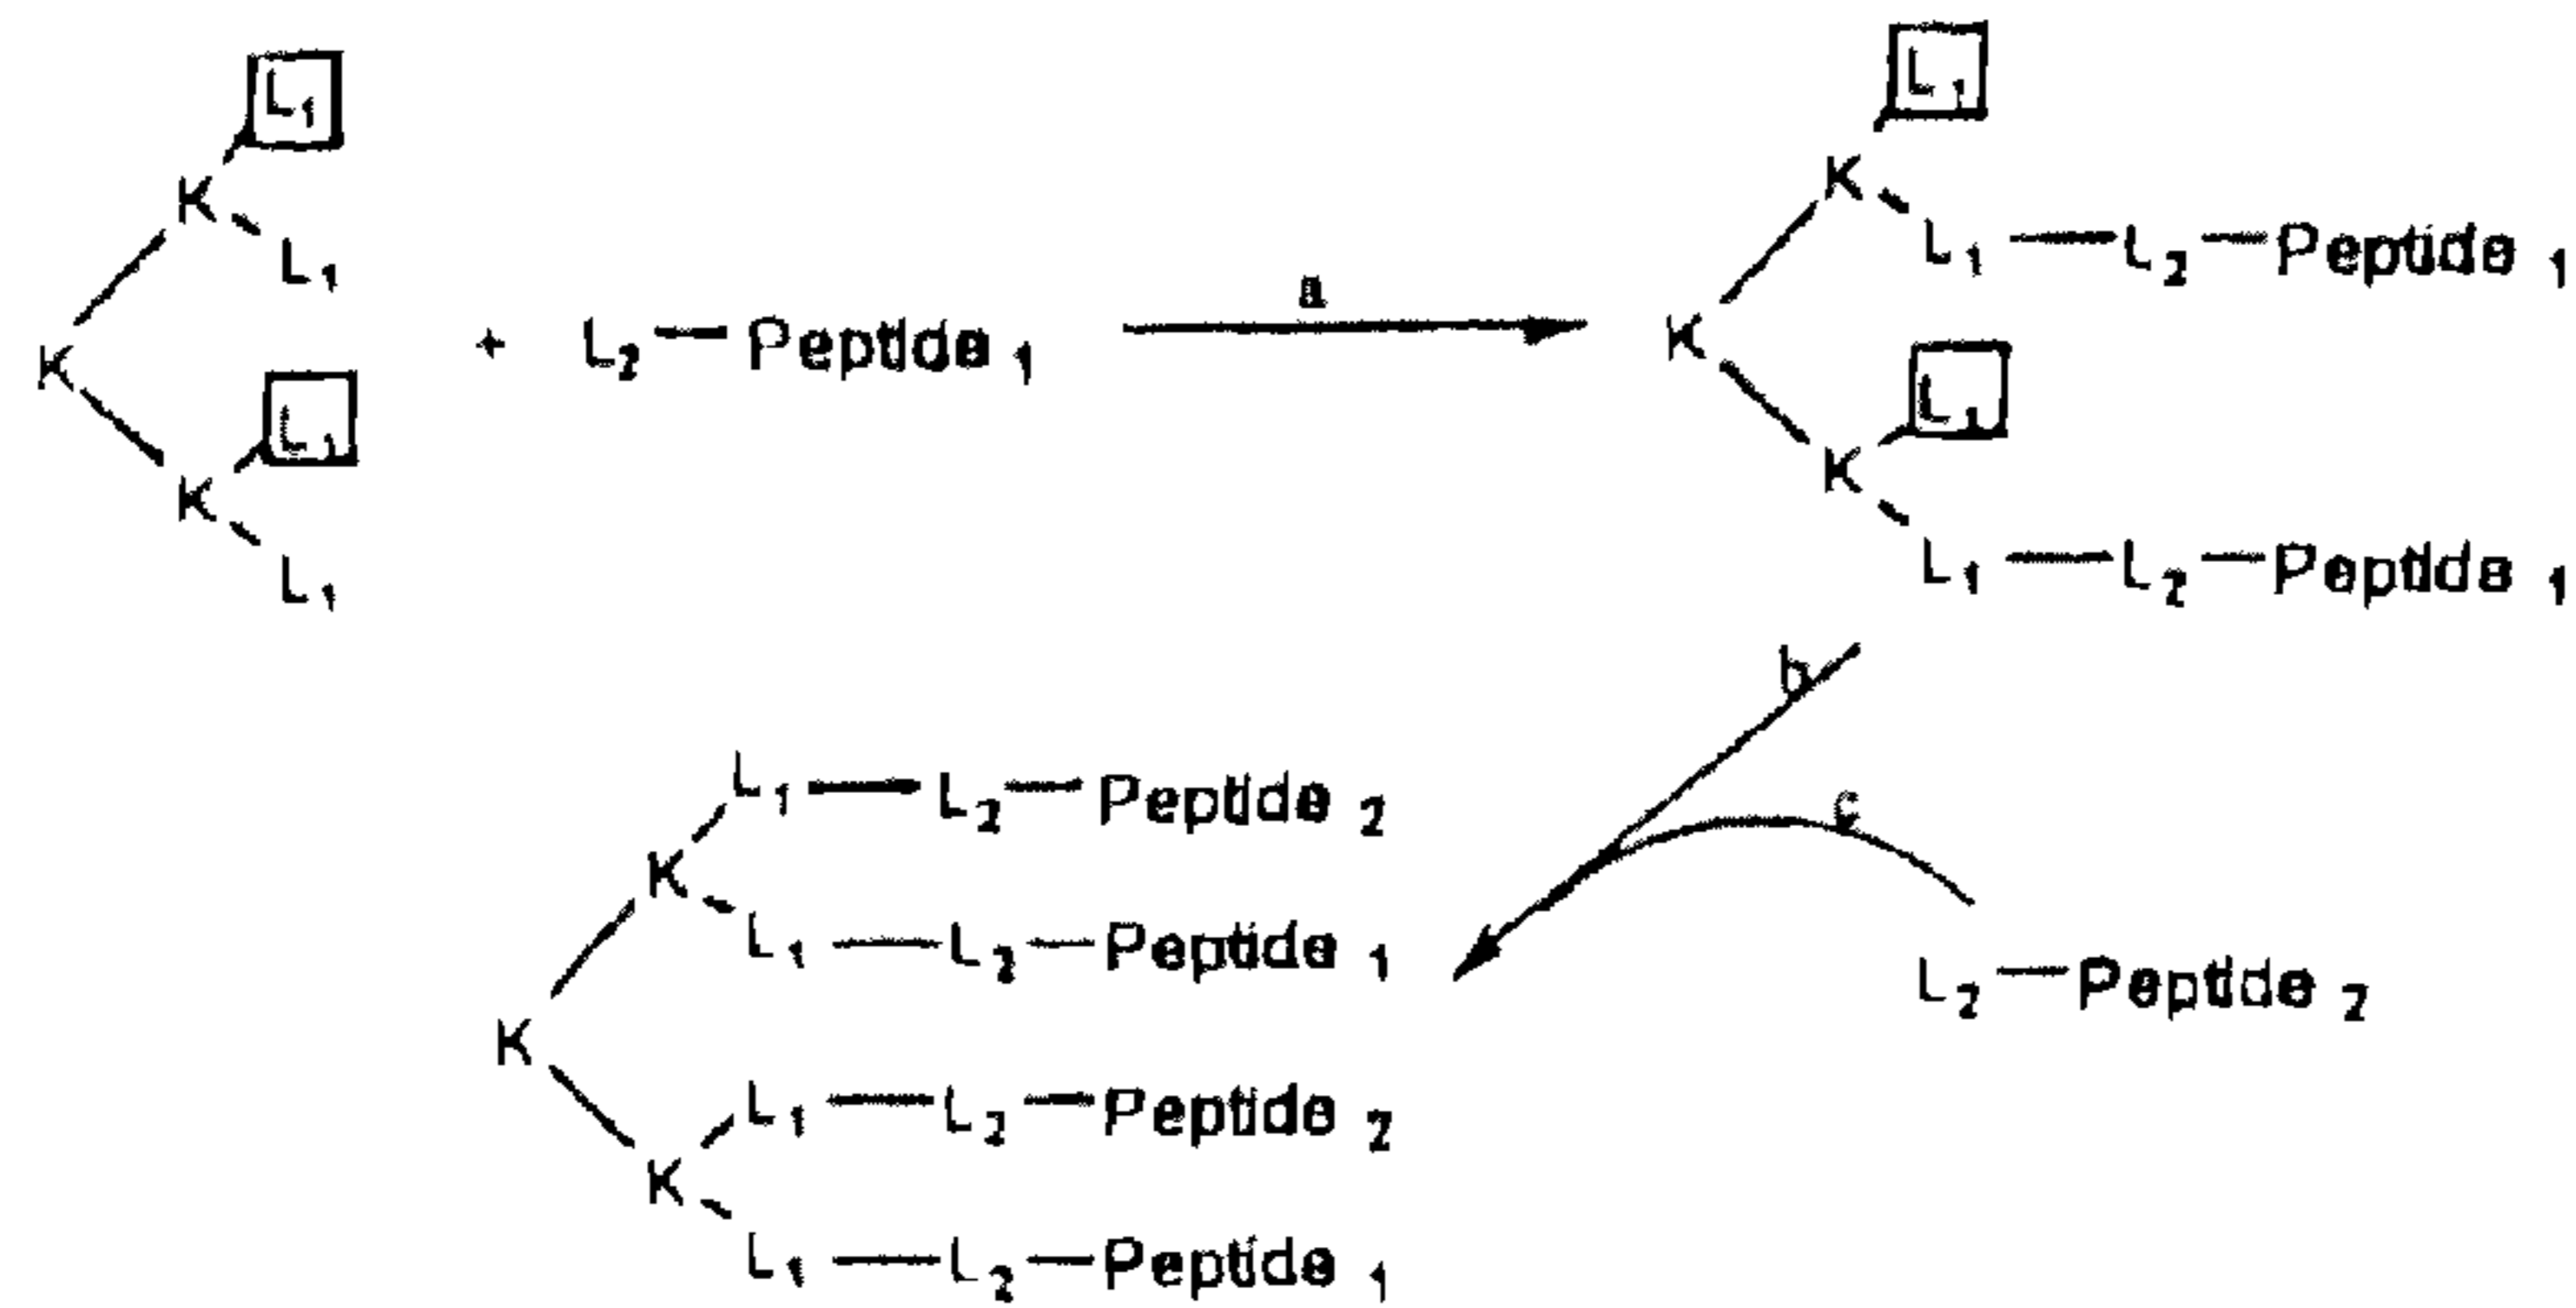 L1
K
L1
K + L2 — Peptide 1
L1
K
L1
a
L1
K
L1 — L2 — Peptide 1
K
L1
K
L1 — L2 — Peptide 1
b
c
L2 — Peptide 2
L1 — L2 — Peptide 2
K
L1 — L2 — Peptide 1
K
L1 — L2 — Peptide 2
K
L1 — L2 — Peptide 1